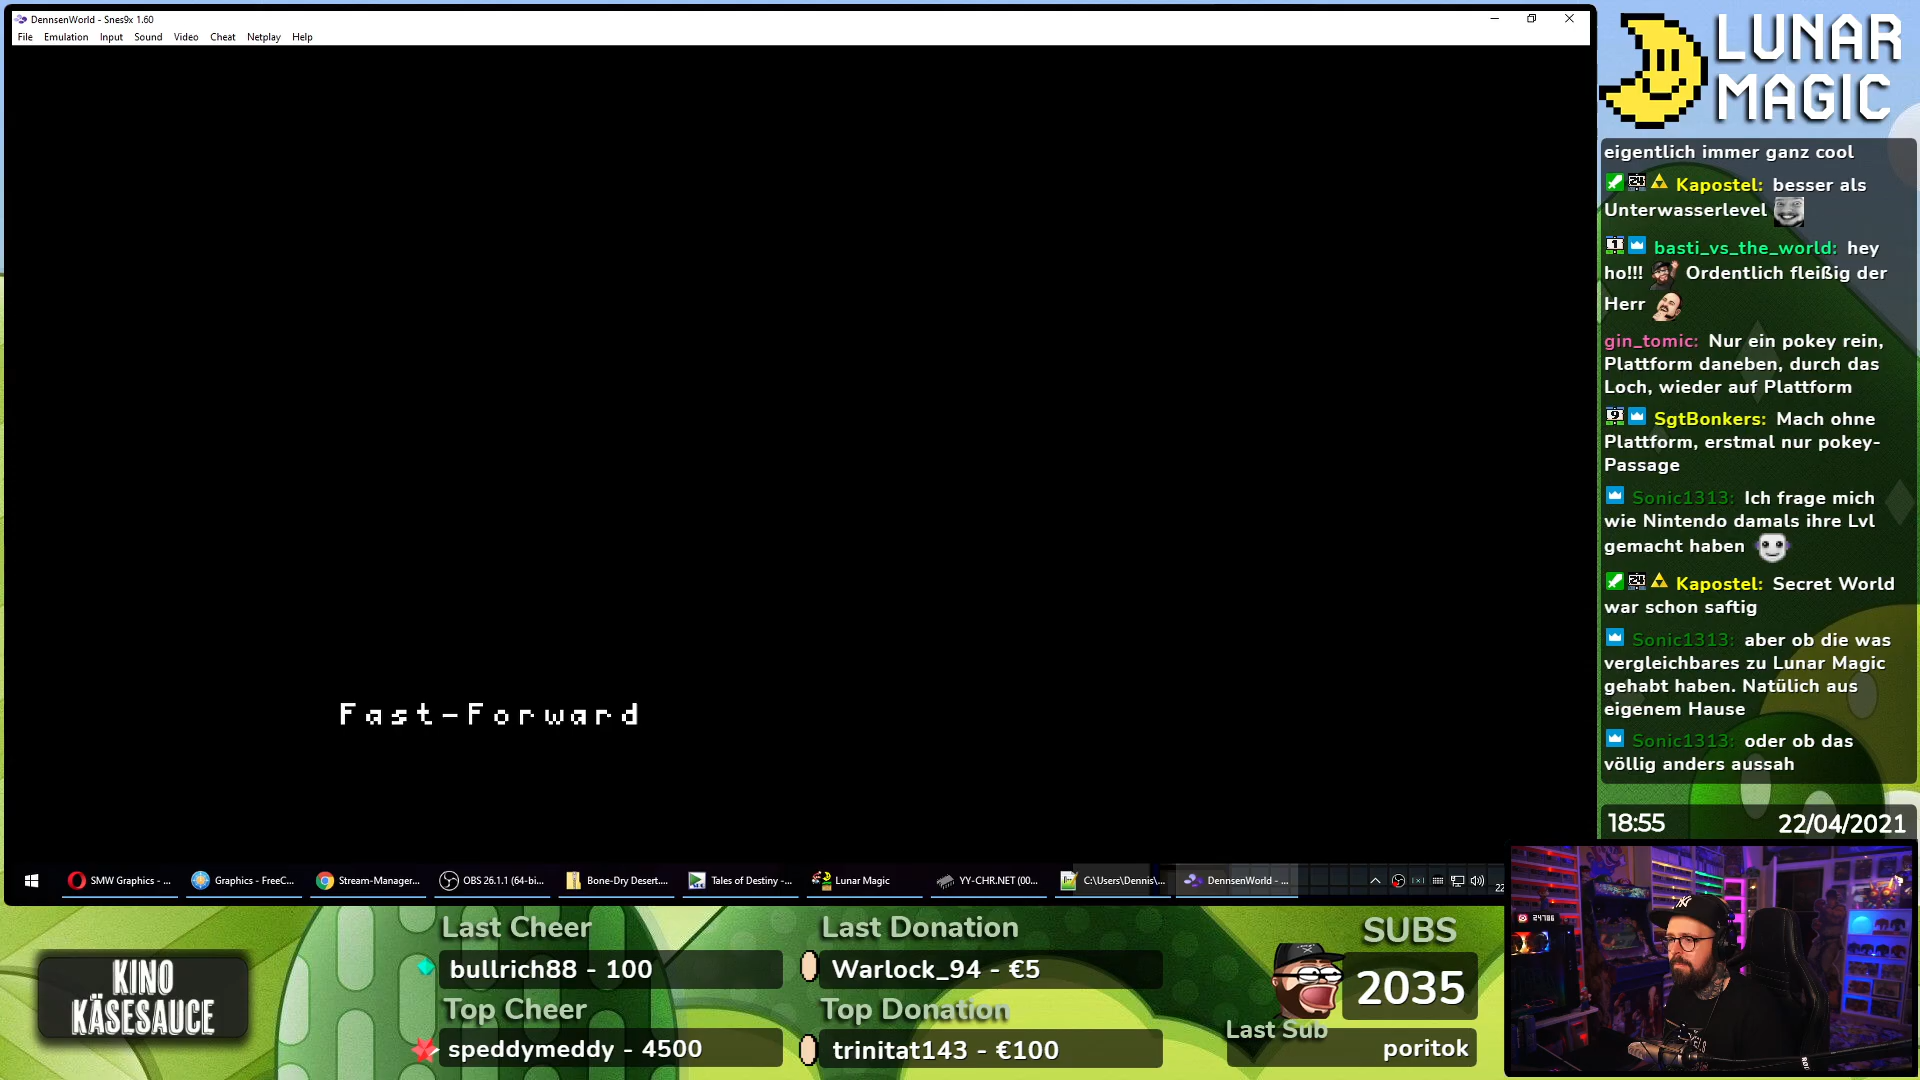 DennsenWorld - Snes9x 1.60
File Emulation Input Sound Video Cheat Netplay Help
LUNAR
MAGIC
eigentlich immer ganz cool
Kapostel: besser als
Unterwasserlevel
basti_vs_the_world: hey
ho!!! Ordentlich fleißig der
Herr
gin_tomic: Nur ein pokey rein,
Plattform daneben, durch das
Loch, wieder auf Plattform
SgtBonkers: Mach ohne
Plattform, erstmal nur pokey-
Passage
Sonic1313: Ich frage mich
wie Nintendo damals ihre Lvl
gemacht haben
Kapostel: Secret World
war schon saftig
Sonic1313: aber ob die was
vergleichbares zu Lunar Magic
gehabt haben. Natülich aus
eigenem Hause
Sonic1313: oder ob das
völlig anders aussah
Fast-Forward
18:55 22/04/2021
SMW Graphics - ... Graphics - FreeC... Stream-Manager... OBS 26.1.1 (64-bi... Bone-Dry Desert.... Tales of Destiny -... Lunar Magic YY-CHR.NET (00... C:\Users\Dennis\... DennsenWorld - ... 22
24786
KINO
KÄSESAUCE
Last Cheer
bullrich88 - 100
Top Cheer
speddymeddy - 4500
Last Donation
Warlock_94 - €5
Top Donation
trinitat143 - €100
SUBS
2035
Last Sub
poritok